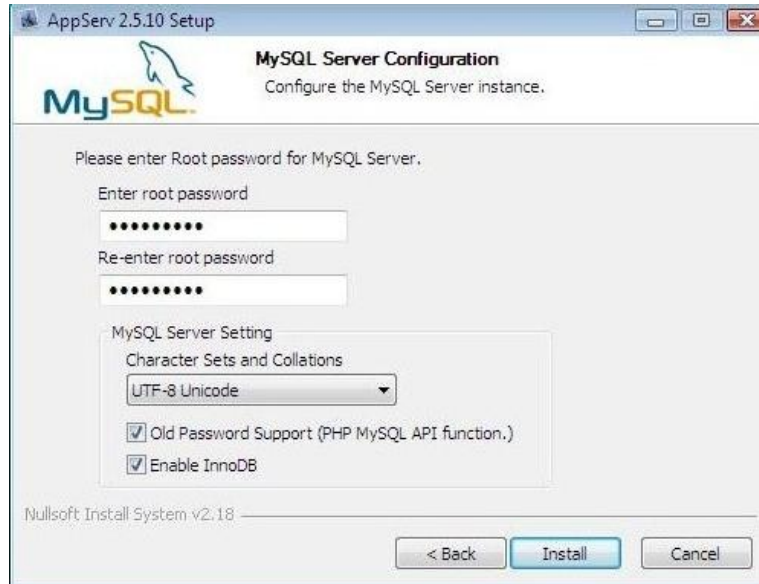 AppServ 2.5.10 Setup
MySQL Server Configuration
Configure the MySQL Server instance.
MySQL
Please enter Root password for MySQL Server.
Enter root password
•••••••••
Re-enter root password
•••••••••
MySQL Server Setting
Character Sets and Collations
UTF-8 Unicode
Old Password Support (PHP MySQL API function.)
Enable InnoDB
Nullsoft Install System v2.18
< Back Install Cancel